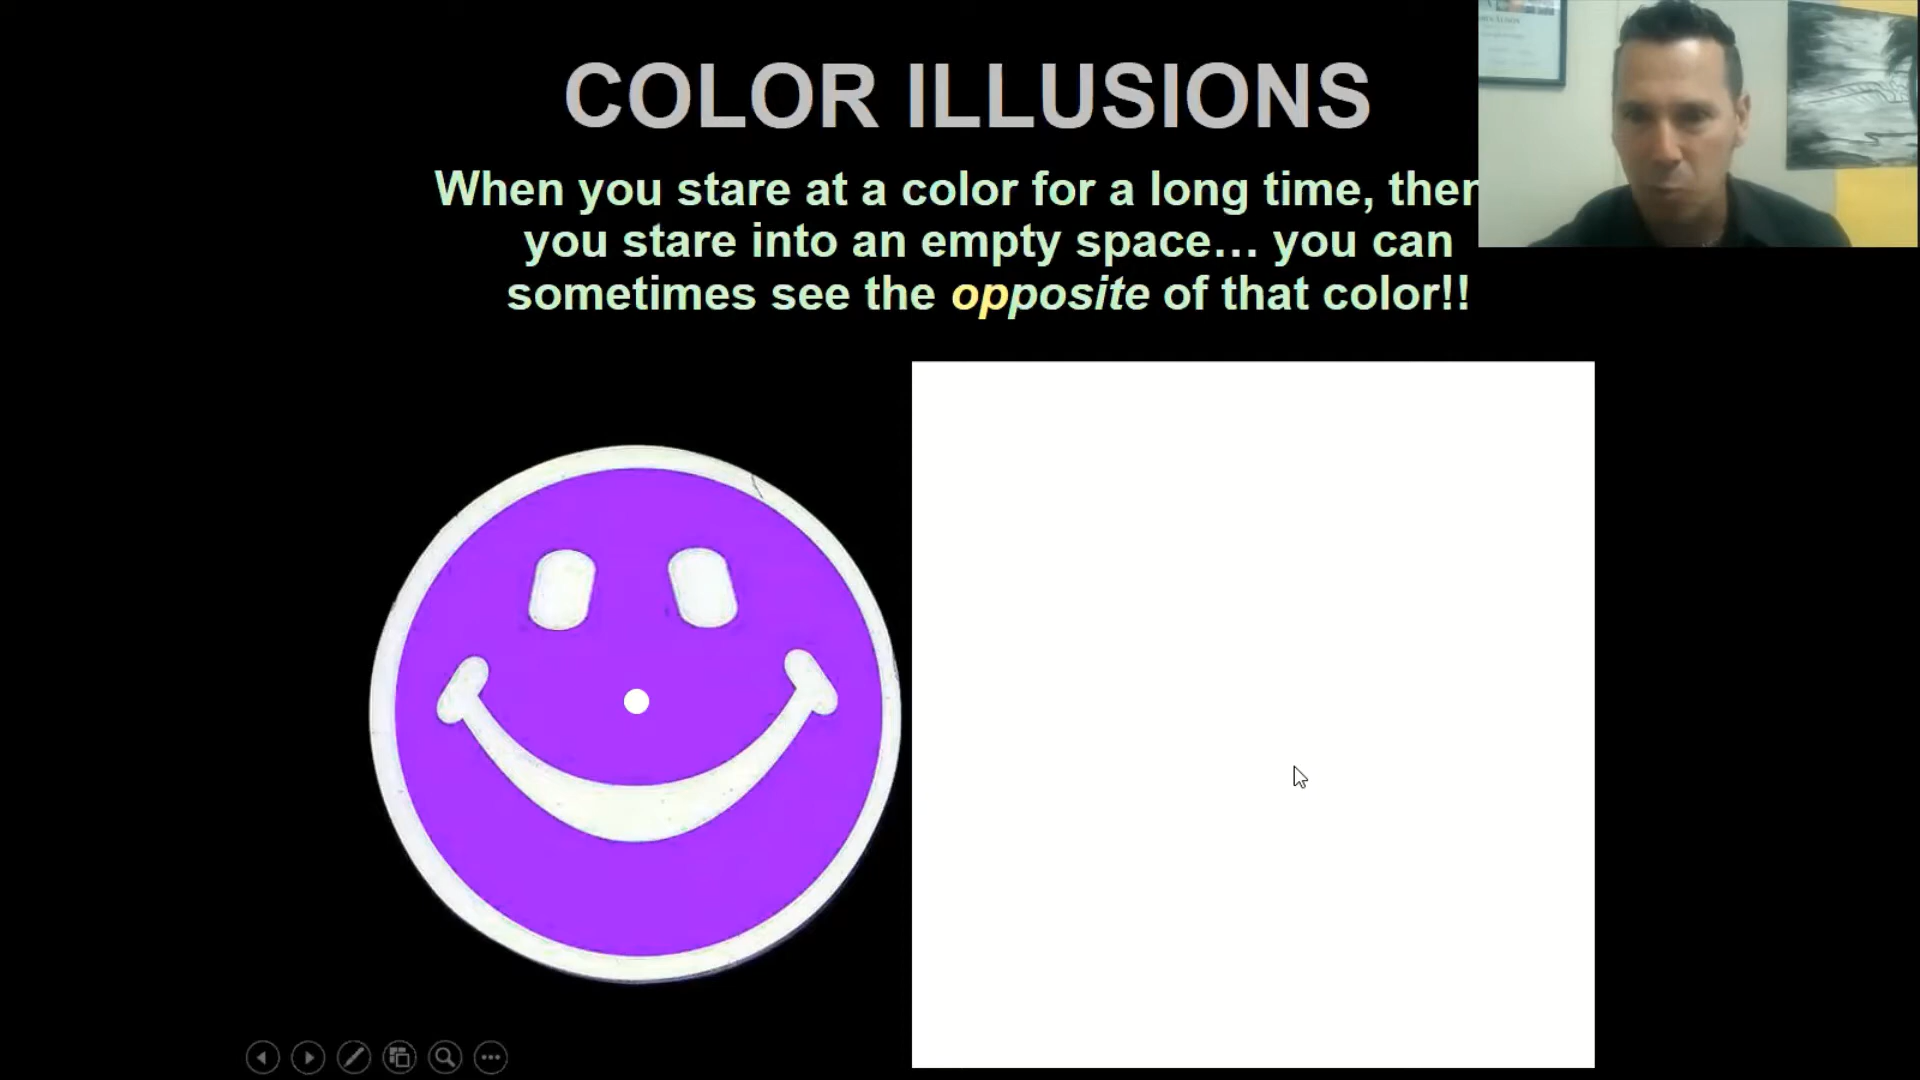 COLOR ILLUSIONS
When you stare at a color for a long time, then
you stare into an empty space... you can
sometimes see the opposite of that color!!